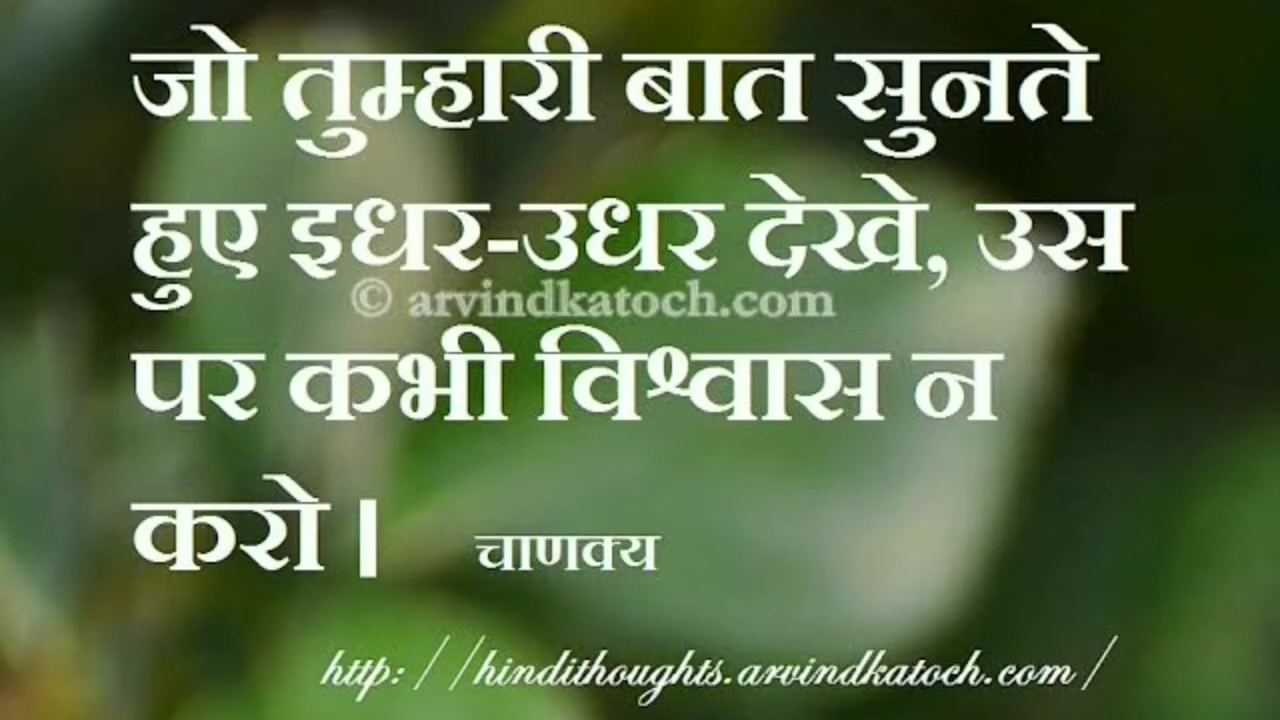 जो तुम्हारी बात सुनते
हुए इधर-उधर देखे, उस
© arvindkatoch.com
पर कभी विश्वास न
करो । चाणक्य
http://hindithoughts.arvindkatoch.com/